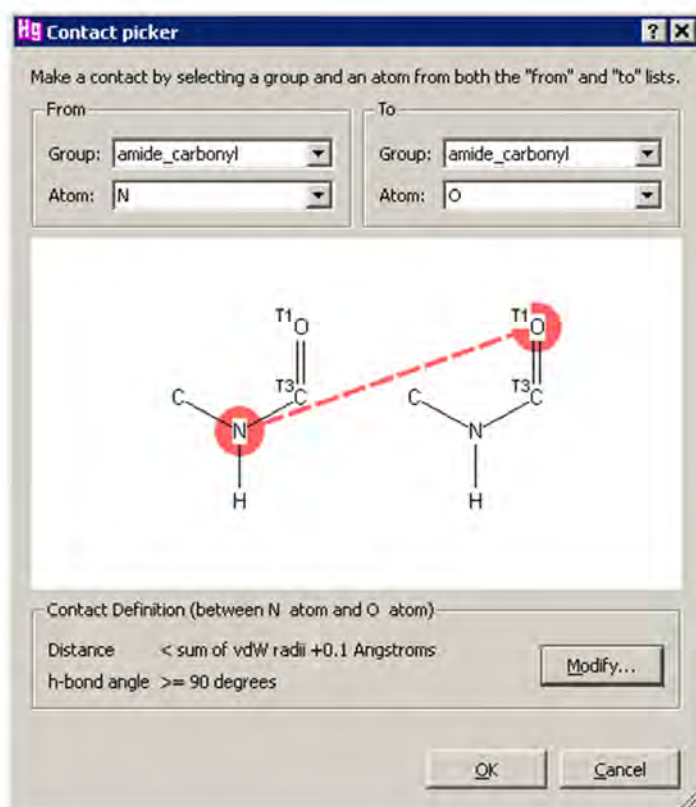 Hg Contact picker ? X
Make a contact by selecting a group and an atom from both the "from" and "to" lists.
From
Group: amide_carbonyl
Atom: N
To
Group: amide_carbonyl
Atom: O
T1 O
T3 C
C
N
H
T1 O
T3 C
C
N
H
Contact Definition (between N atom and O atom)
Distance < sum of vdW radii +0.1 Angstroms
h-bond angle >= 90 degrees
Modify...
OK Cancel